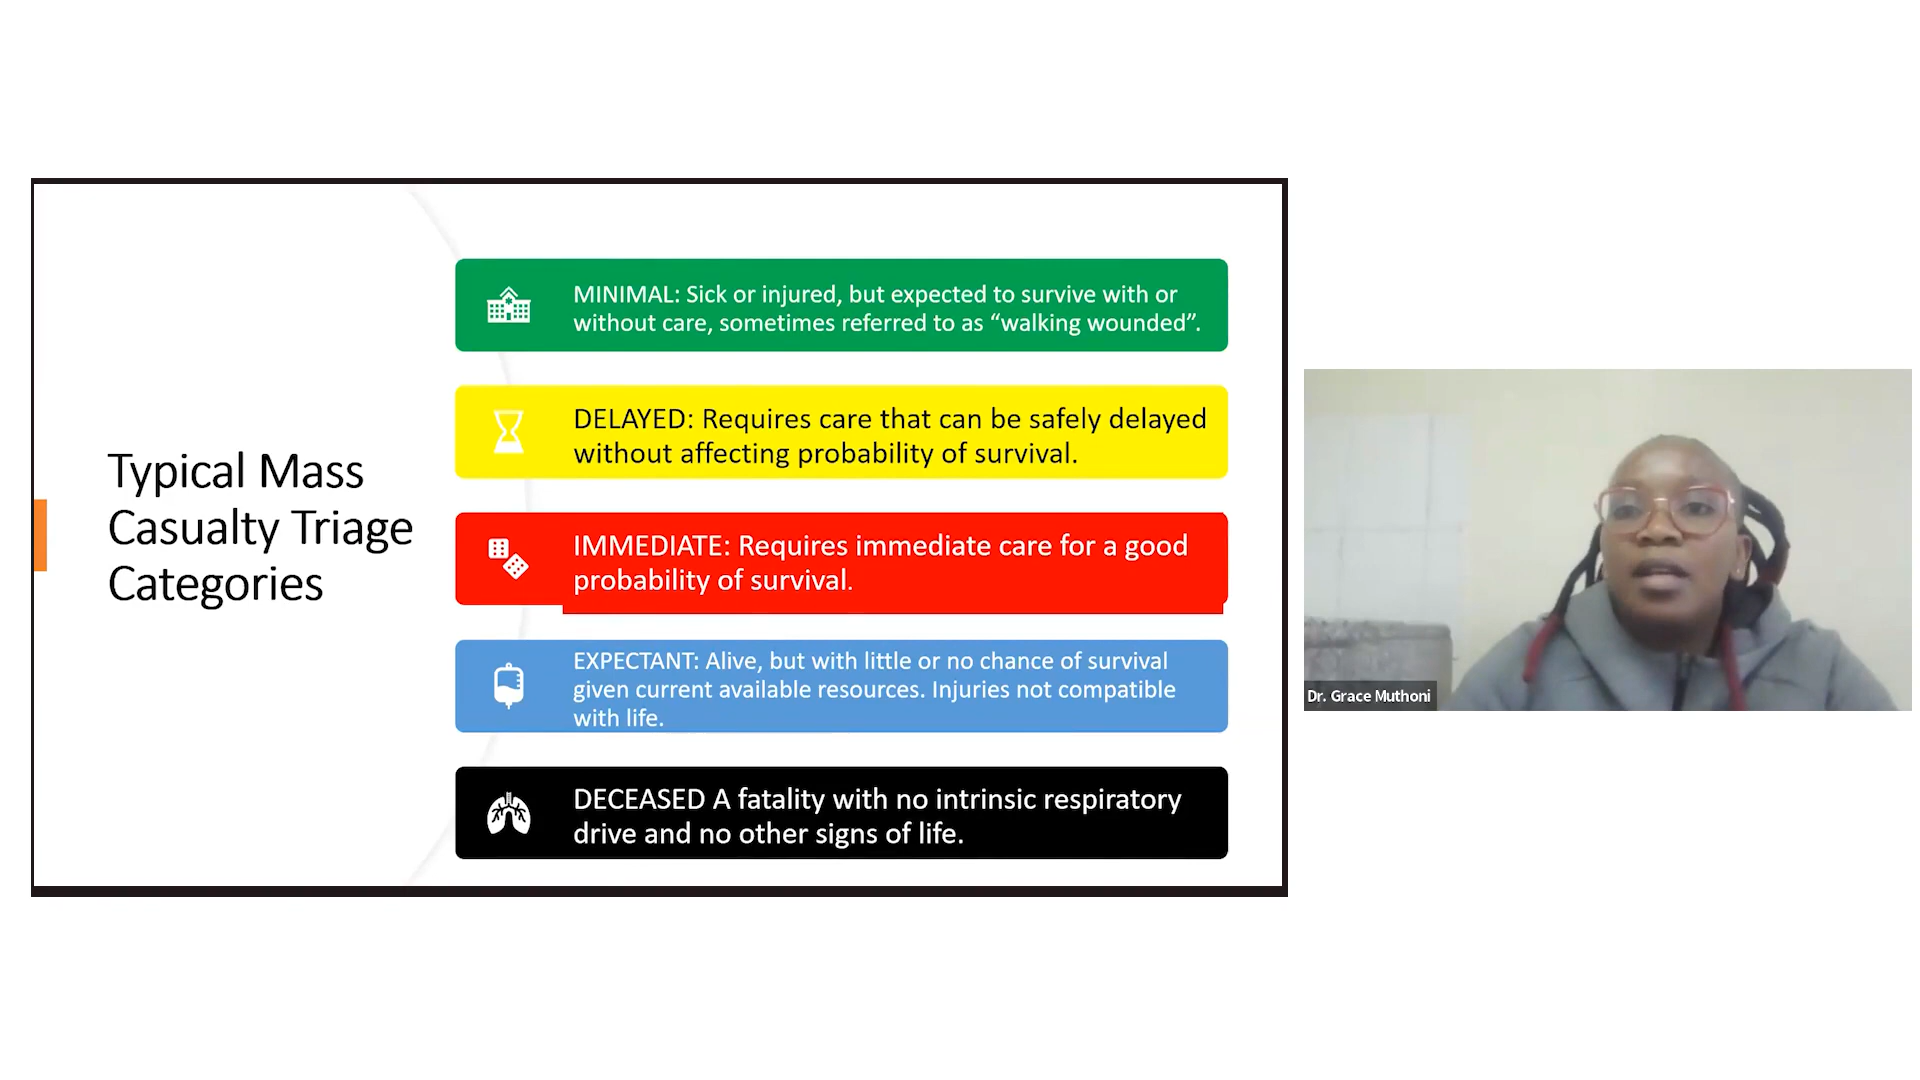 Typical Mass
Casualty Triage
Categories
MINIMAL: Sick or injured, but expected to survive with or
without care, sometimes referred to as “walking wounded”.
DELAYED: Requires care that can be safely delayed
without affecting probability of survival.
IMMEDIATE: Requires immediate care for a good
probability of survival.
EXPECTANT: Alive, but with little or no chance of survival
given current available resources. Injuries not compatible
with life.
DECEASED A fatality with no intrinsic respiratory
drive and no other signs of life.
Dr. Grace Muthoni